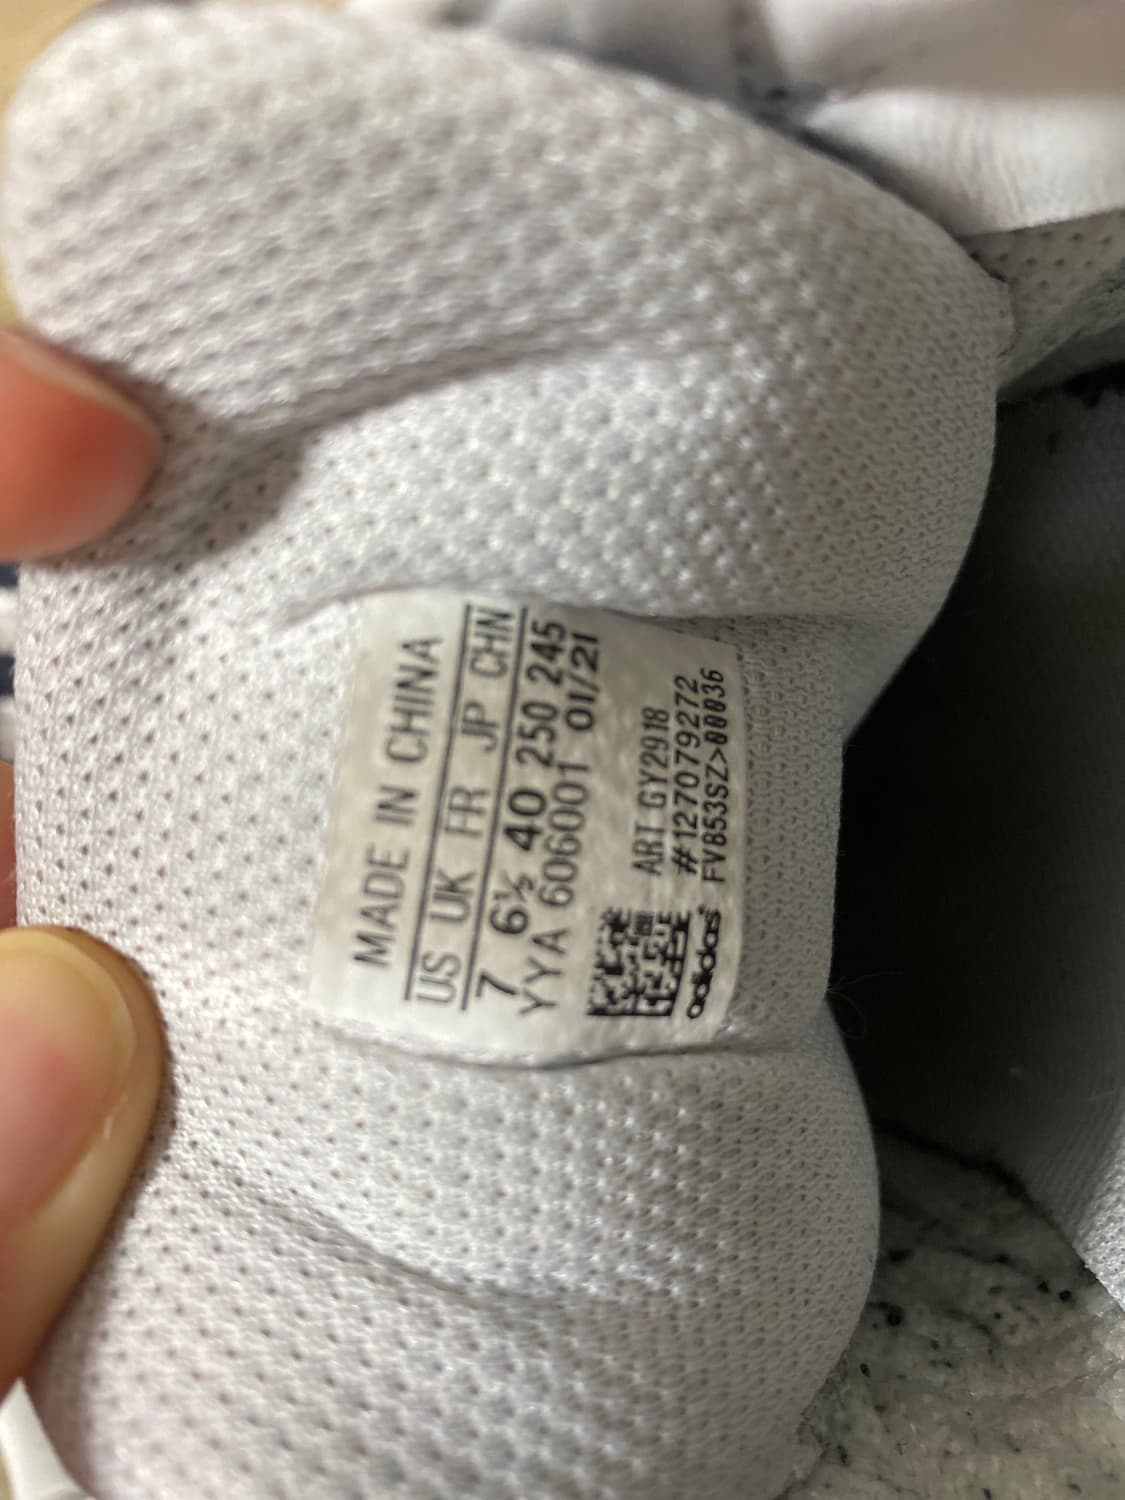 MADE IN CHINA
US UK FR JP CHN
7 6½ 40 250 245
YYA 606001 01/21
ART GY2918
#127079272
FV853SZ>00036
adidas